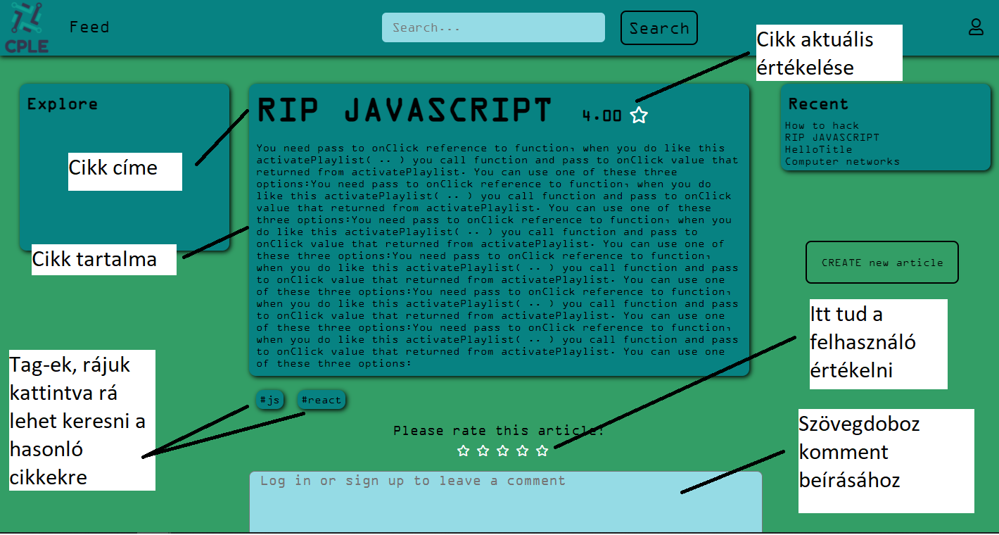 CPLE
Feed
Search...
Search
Cikk aktuális
értékelése
Explore
Cikk címe
Cikk tartalma
RIP JAVASCRIPT 4.00
You need pass to onClick reference to function, when you do like this
activatePlaylist( .. ) you call function and pass to onClick value that
returned from activatePlaylist. You can use one of these three
options:You need pass to onClick reference to function, when you do
like this activatePlaylist( .. ) you call function and pass to onClick
value that returned from activatePlaylist. You can use one of these
three options:You need pass to onClick reference to function, when you
do like this activatePlaylist( .. ) you call function and pass to
onClick value that returned from activatePlaylist. You can use one of
these three options:You need pass to onClick reference to function,
when you do like this activatePlaylist( .. ) you call function and pass
to onClick value that returned from activatePlaylist. You can use one
of these three options:You need pass to onClick reference to function,
when you do like this activatePlaylist( .. ) you call function and pass
to onClick value that returned from activatePlaylist. You can use one
of these three options:You need pass to onClick reference to function,
when you do like this activatePlaylist( .. ) you call function and pass
to onClick value that returned from activatePlaylist. You can use one
of these three options:
Recent
How to hack
RIP JAVASCRIPT
HelloTitle
Computer networks
CREATE new article
Itt tud a
felhasználó
értékelni
Tag-ek, rájuk
kattintva rá
lehet keresni a
hasonló
cikkekre
#js #react
Please rate this article!
Log in or sign up to leave a comment
Szövegdoboz
komment
beírásához